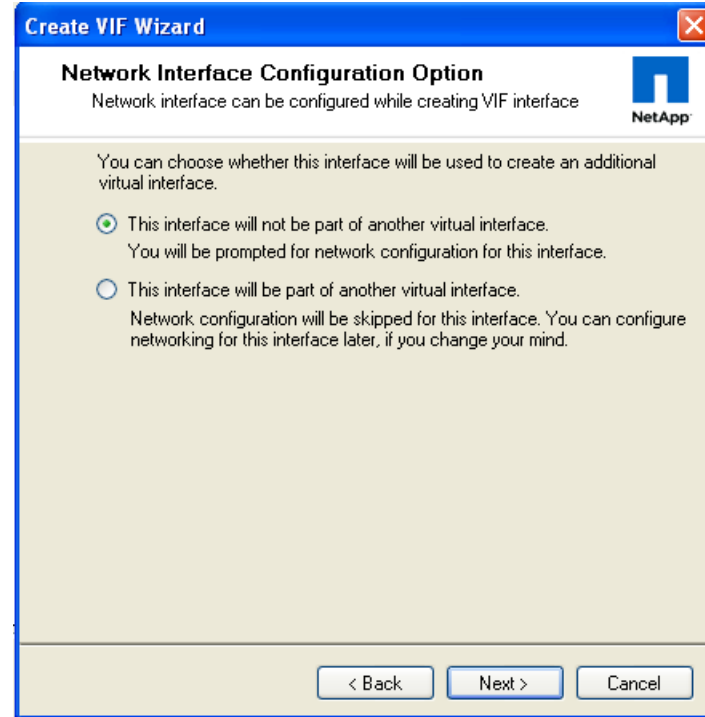 Create VIF Wizard
Network Interface Configuration Option
Network interface can be configured while creating VIF interface
NetApp
You can choose whether this interface will be used to create an additional
virtual interface.
This interface will not be part of another virtual interface.
You will be prompted for network configuration for this interface.
This interface will be part of another virtual interface.
Network configuration will be skipped for this interface. You can configure
networking for this interface later, if you change your mind.
< Back
Next >
Cancel